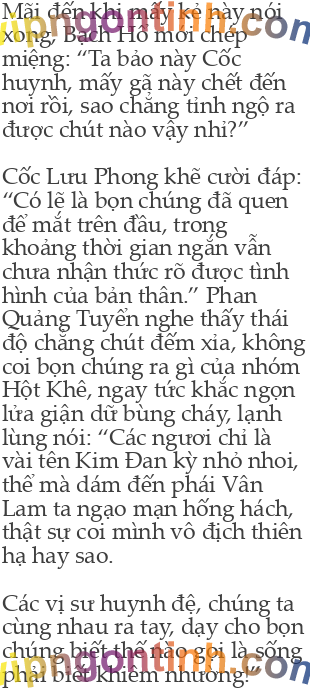 Mãi đến khi mấy kẻ này nói
xong, Bạch Hổ mới chép
miệng: “Ta bảo này Cốc
huynh, mấy gã này chết đến
nơi rồi, sao chẳng tỉnh ngộ ra
được chút nào vậy nhỉ?”
Cốc Lưu Phong khẽ cười đáp:
“Có lẽ là bọn chúng đã quen
để mắt trên đầu, trong
khoảng thời gian ngắn vẫn
chưa nhận thức rõ được tình
hình của bản thân.” Phan
Quảng Tuyển nghe thấy thái
độ chẳng chút đếm xỉa, không
coi bọn chúng ra gì của nhóm
Hột Khê, ngay tức khắc ngọn
lửa giận dữ bùng cháy, lạnh
lùng nói: “Các ngươi chỉ là
vài tên Kim Đan kỳ nhỏ nhoi,
thể mà dám đến phái Vân
Lam ta ngạo mạn hống hách,
thật sự coi mình vô địch thiên
hạ hay sao.
Các vị sư huynh đệ, chúng ta
cùng nhau ra tay, dạy cho bọn
chúng biết thế nào gọi là sống
phải biết khiêm nhường!”
vipngontinh.com
vipngontinh.com